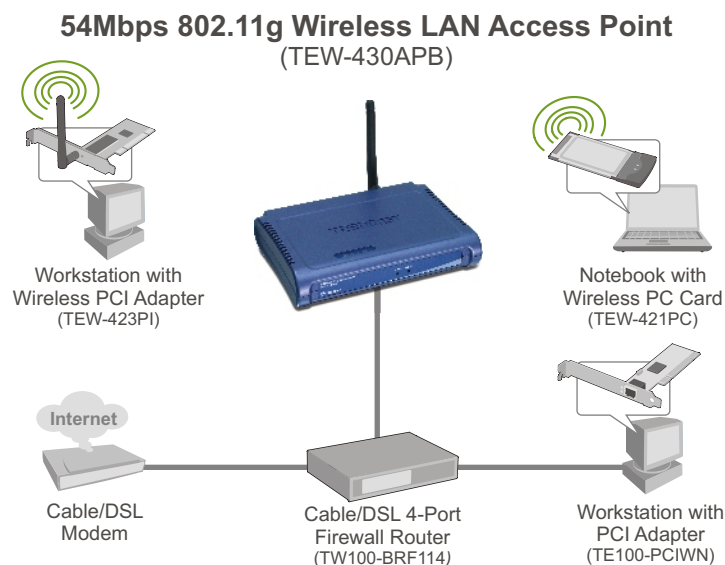 54Mbps 802.11g Wireless LAN Access Point
(TEW-430APB)
Workstation with
Wireless PCI Adapter
(TEW-423PI)
Notebook with
Wireless PC Card
(TEW-421PC)
Internet
Cable/DSL
Modem
Cable/DSL 4-Port
Firewall Router
(TW100-BRF114)
Workstation with
PCI Adapter
(TE100-PCIWN)